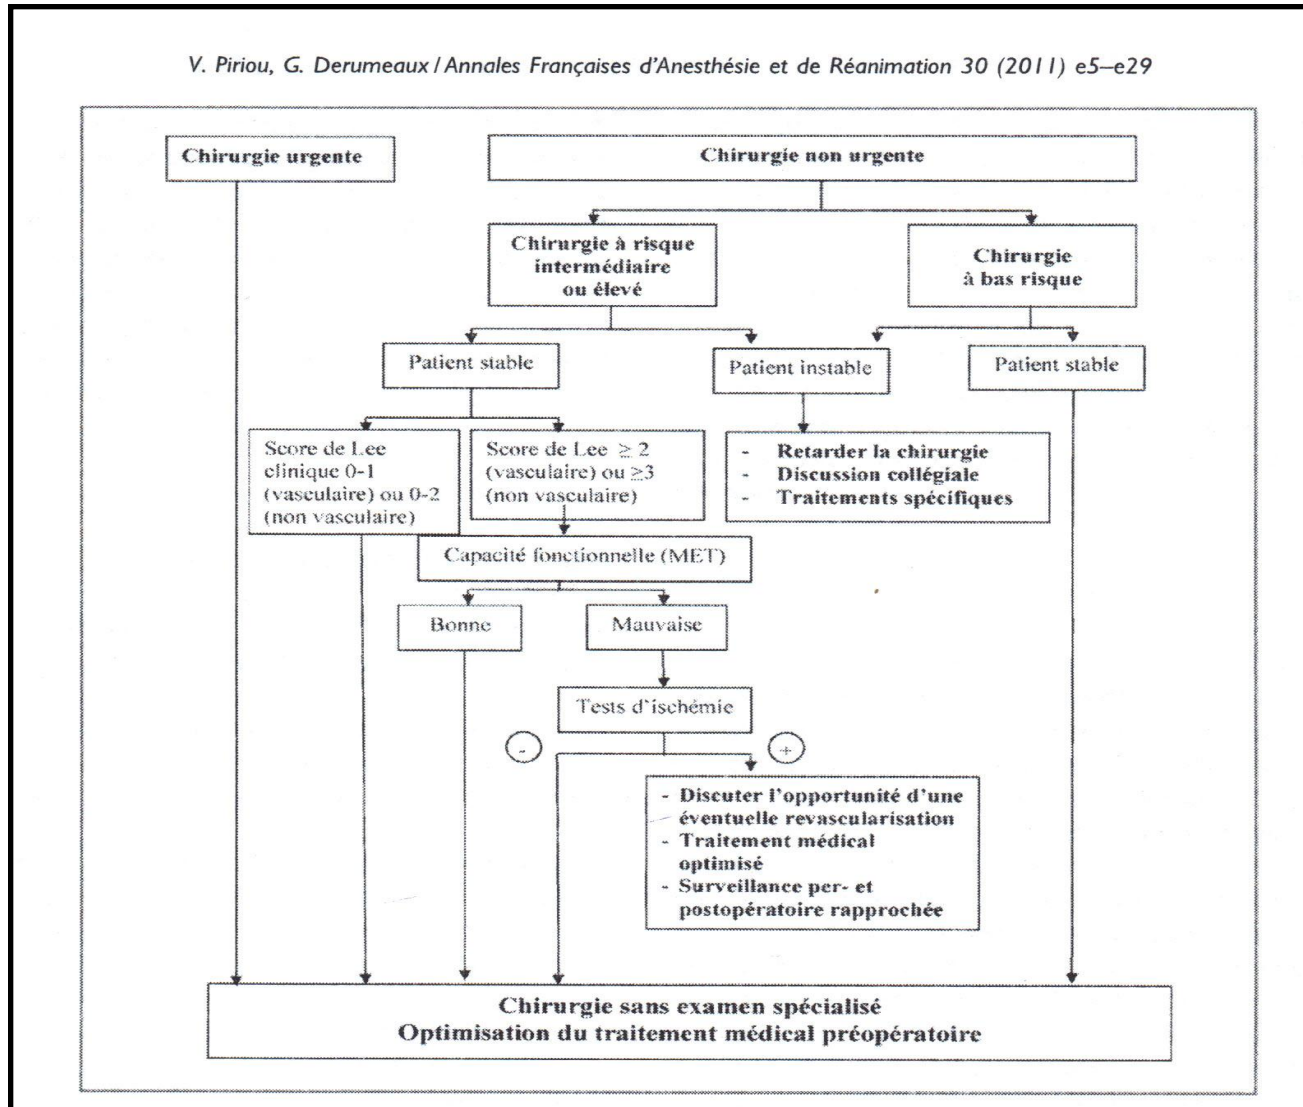 V. Piriou, G. Derumeaux / Annales Françaises d'Anesthésie et de Réanimation 30 (2011) e5–e29
Chirurgie urgente
Chirurgie non urgente
Chirurgie à risque
intermédiaire
ou élevé
Chirurgie
à bas risque
Patient stable
Patient instable
Patient stable
Score de Lee
clinique 0-1
(vasculaire) ou 0-2
(non vasculaire)
Score de Lee ≥ 2
(vasculaire) ou ≥3
(non vasculaire)
- Retarder la chirurgie
- Discussion collégiale
- Traitements spécifiques
Capacité fonctionnelle (MET)
Bonne
Mauvaise
Tests d'ischémie
-
+
- Discuter l'opportunité d'une
éventuelle revascularisation
- Traitement médical
optimisé
- Surveillance per- et
postopératoire rapprochée
Chirurgie sans examen spécialisé
Optimisation du traitement médical préopératoire